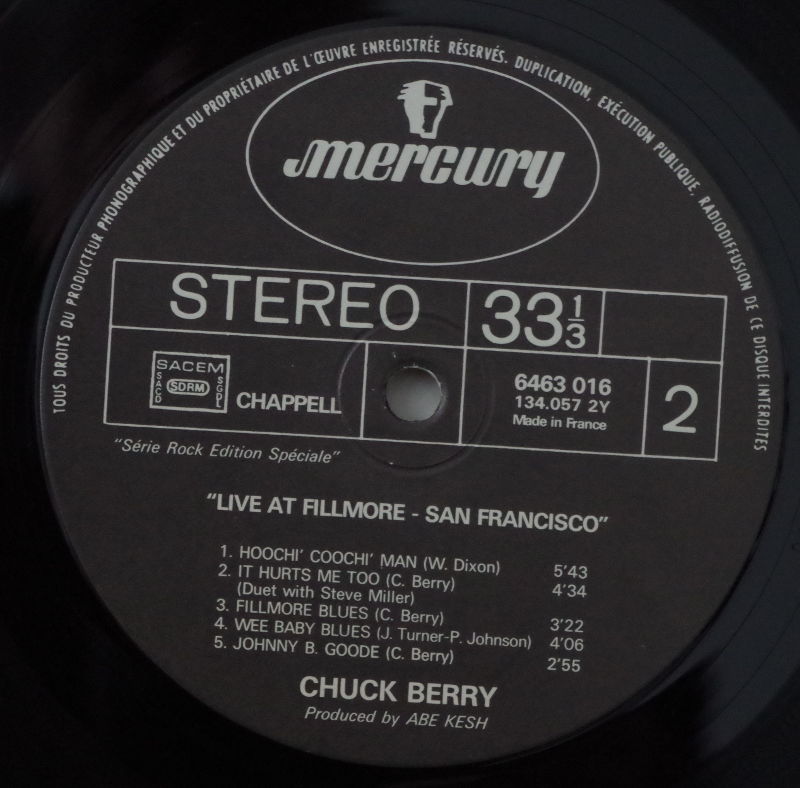 TOUS DROITS DU PRODUCTEUR PHONOGRAPHIQUE ET DU PROPRIÉTAIRE DE L'ŒUVRE ENREGISTRÉE RÉSERVÉS. DUPLICATION, EXÉCUTION PUBLIQUE, RADIODIFFUSION DE CE DISQUE INTERDITES
mercury
STEREO 33 1/3
SACEM
SACD SDRM SGDL
CHAPPELL
6463 016
134.057 2Y
Made in France
2
"Série Rock Edition Spéciale"
"LIVE AT FILLMORE - SAN FRANCISCO"
1. HOOCHI' COOCHI' MAN (W. Dixon) 5'43
2. IT HURTS ME TOO (C. Berry) 4'34
(Duet with Steve Miller)
3. FILLMORE BLUES (C. Berry) 3'22
4. WEE BABY BLUES (J. Turner-P. Johnson) 4'06
5. JOHNNY B. GOODE (C. Berry) 2'55
CHUCK BERRY
Produced by ABE KESH